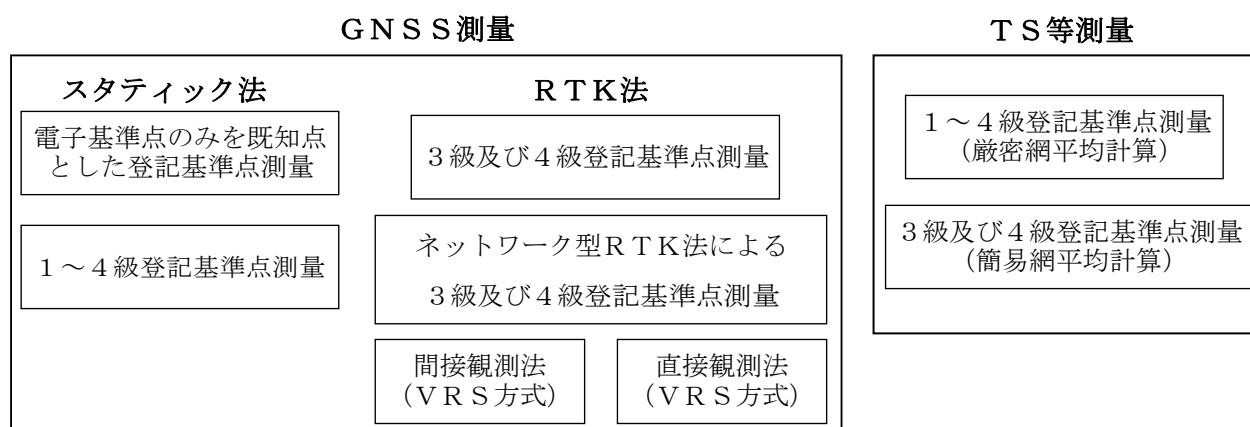 ＧＮＳＳ測量
スタティック法
電子基準点のみを既知点
とした登記基準点測量
１～４級登記基準点測量
ＲＴＫ法
３級及び４級登記基準点測量
ネットワーク型ＲＴＫ法による
３級及び４級登記基準点測量
間接観測法
（ＶＲＳ方式）
直接観測法
（ＶＲＳ方式）
ＴＳ等測量
１～４級登記基準点測量
（厳密網平均計算）
３級及び４級登記基準点測量
（簡易網平均計算）